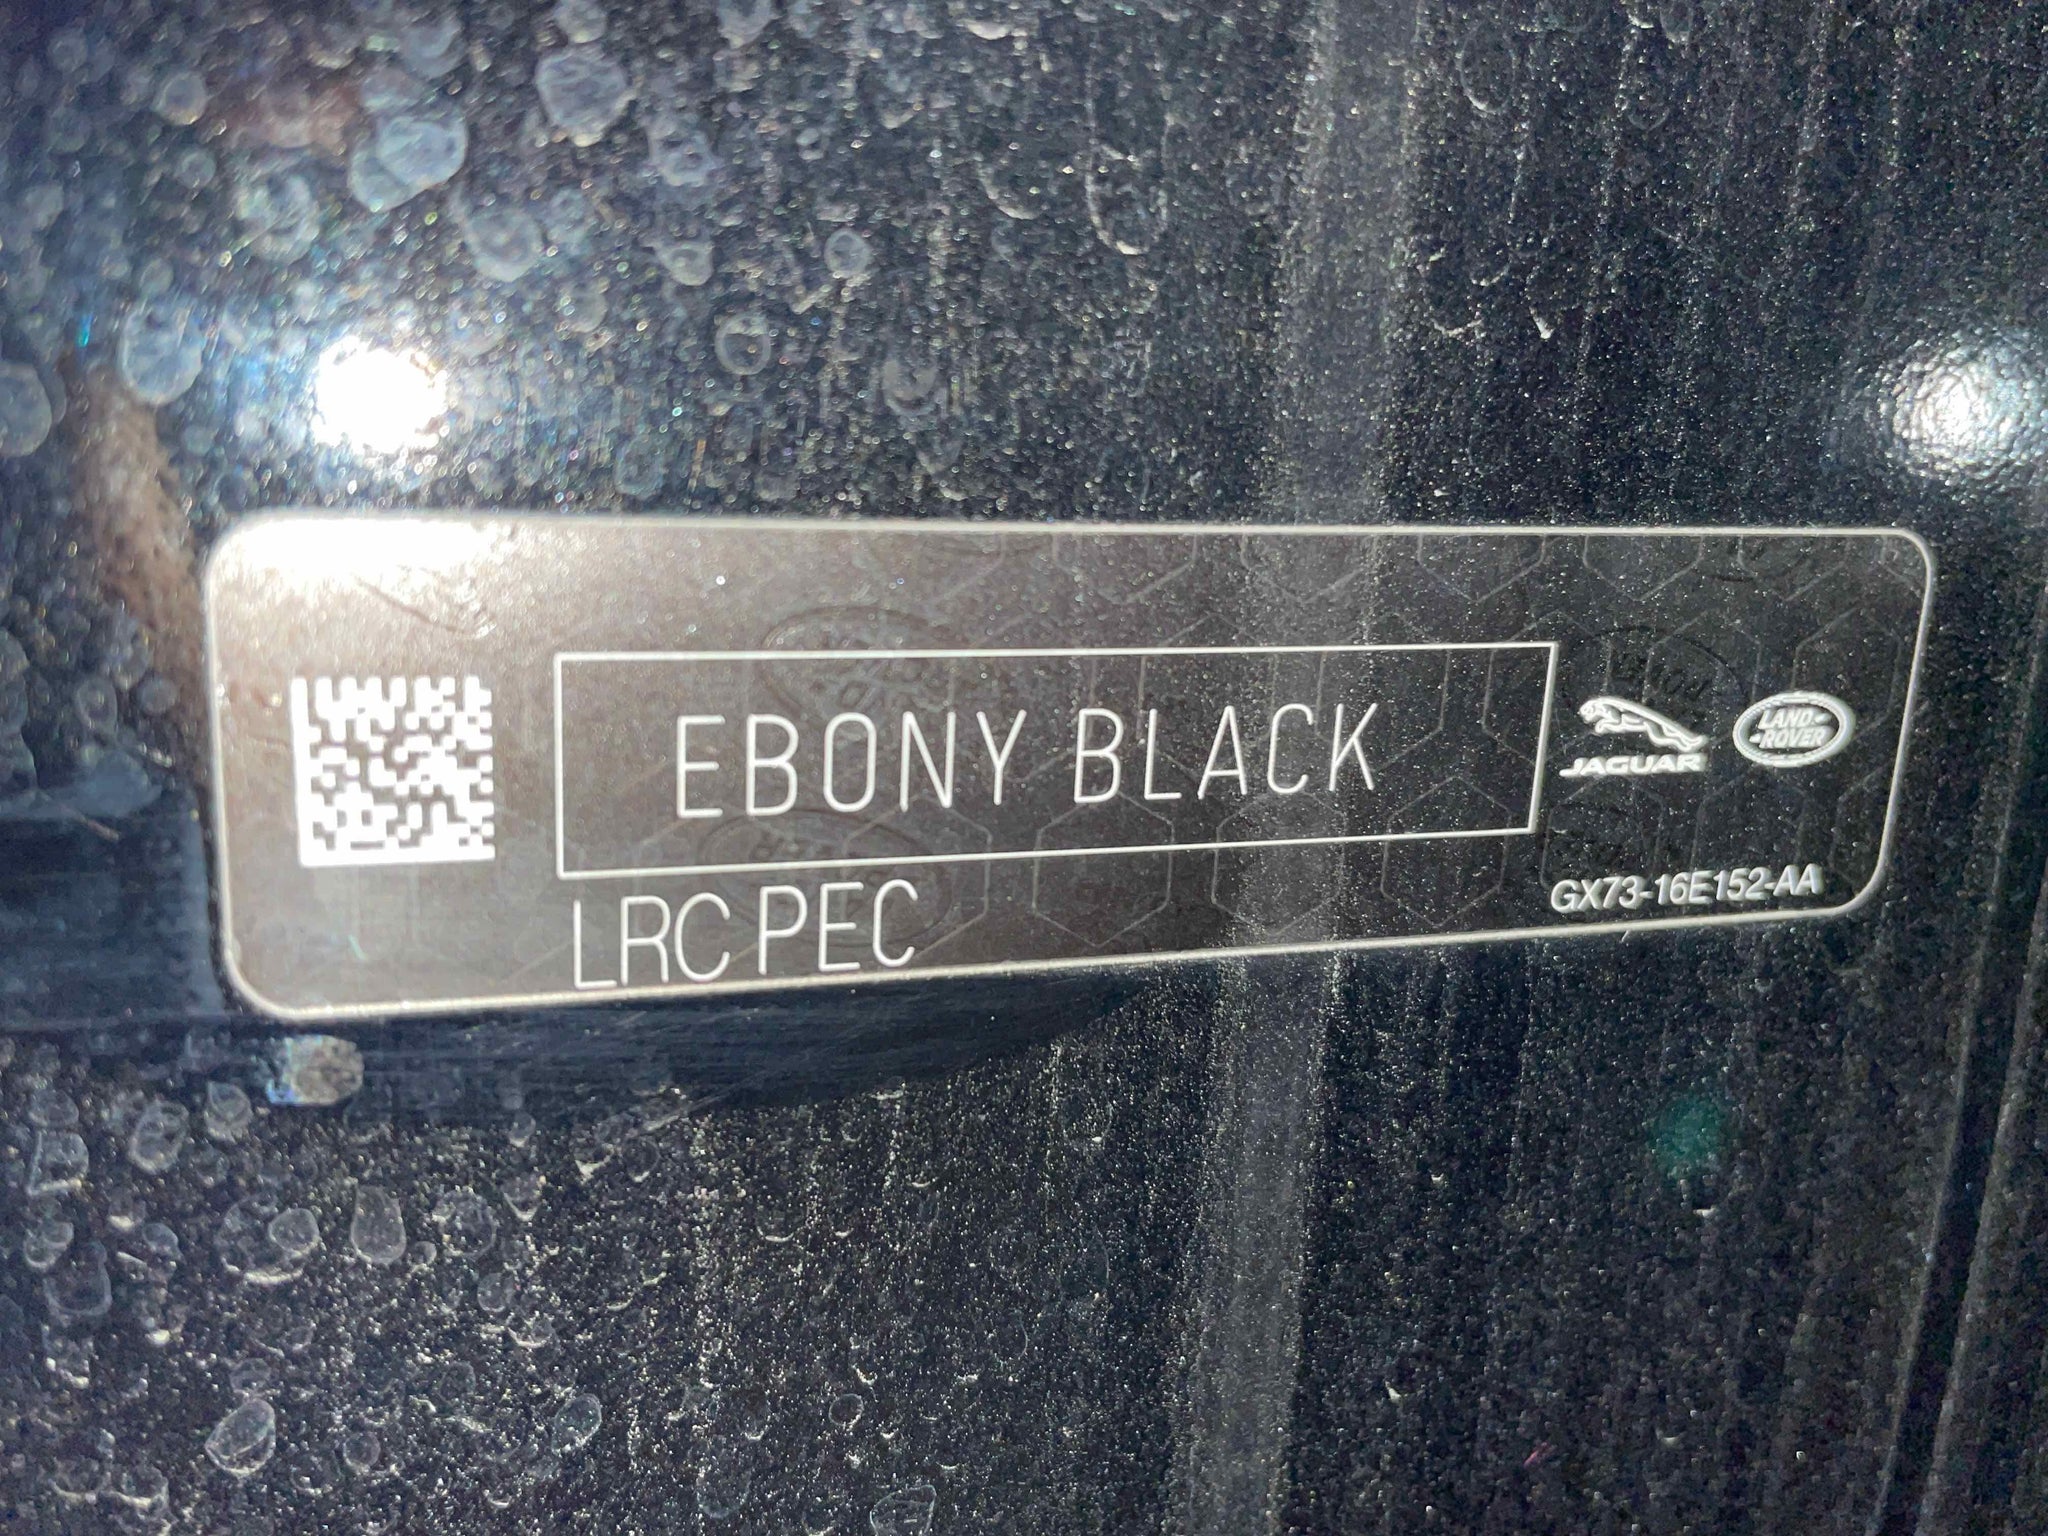 EBONY BLACK
JAGUAR
LAND
ROVER
LRC PEC
GX73-16E152-AA